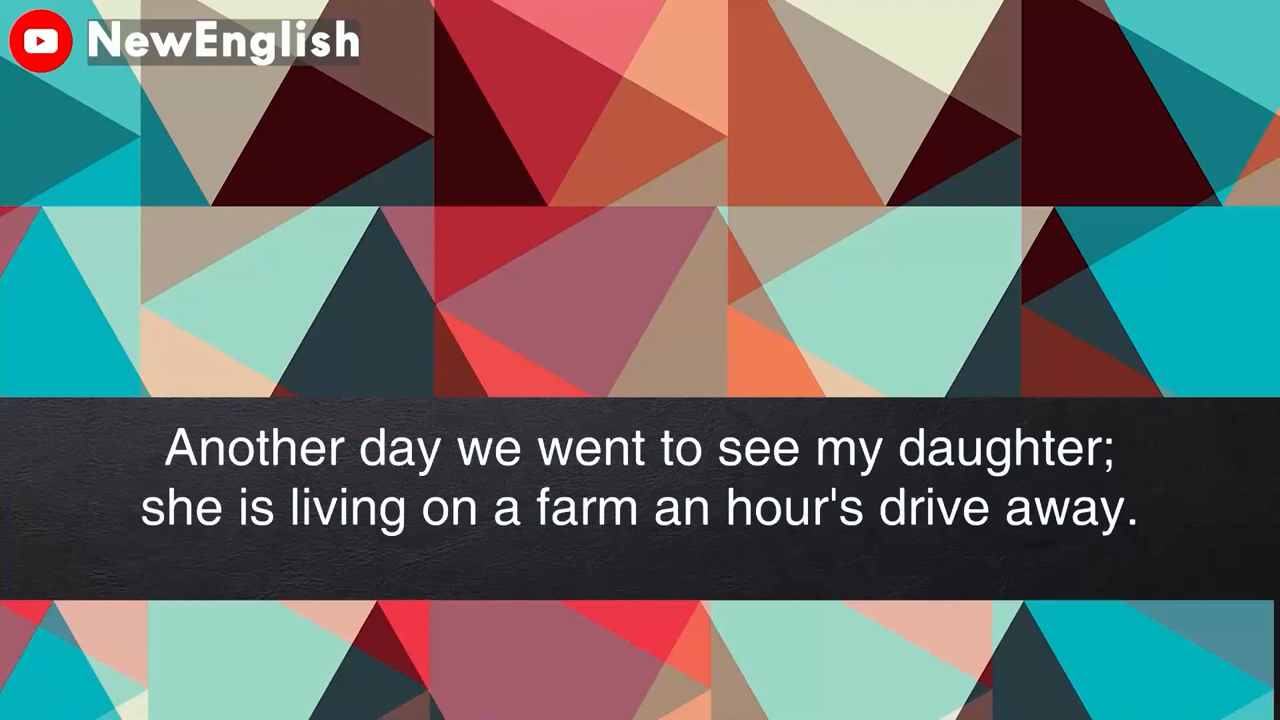 NewEnglish
Another day we went to see my daughter;
she is living on a farm an hour's drive away.